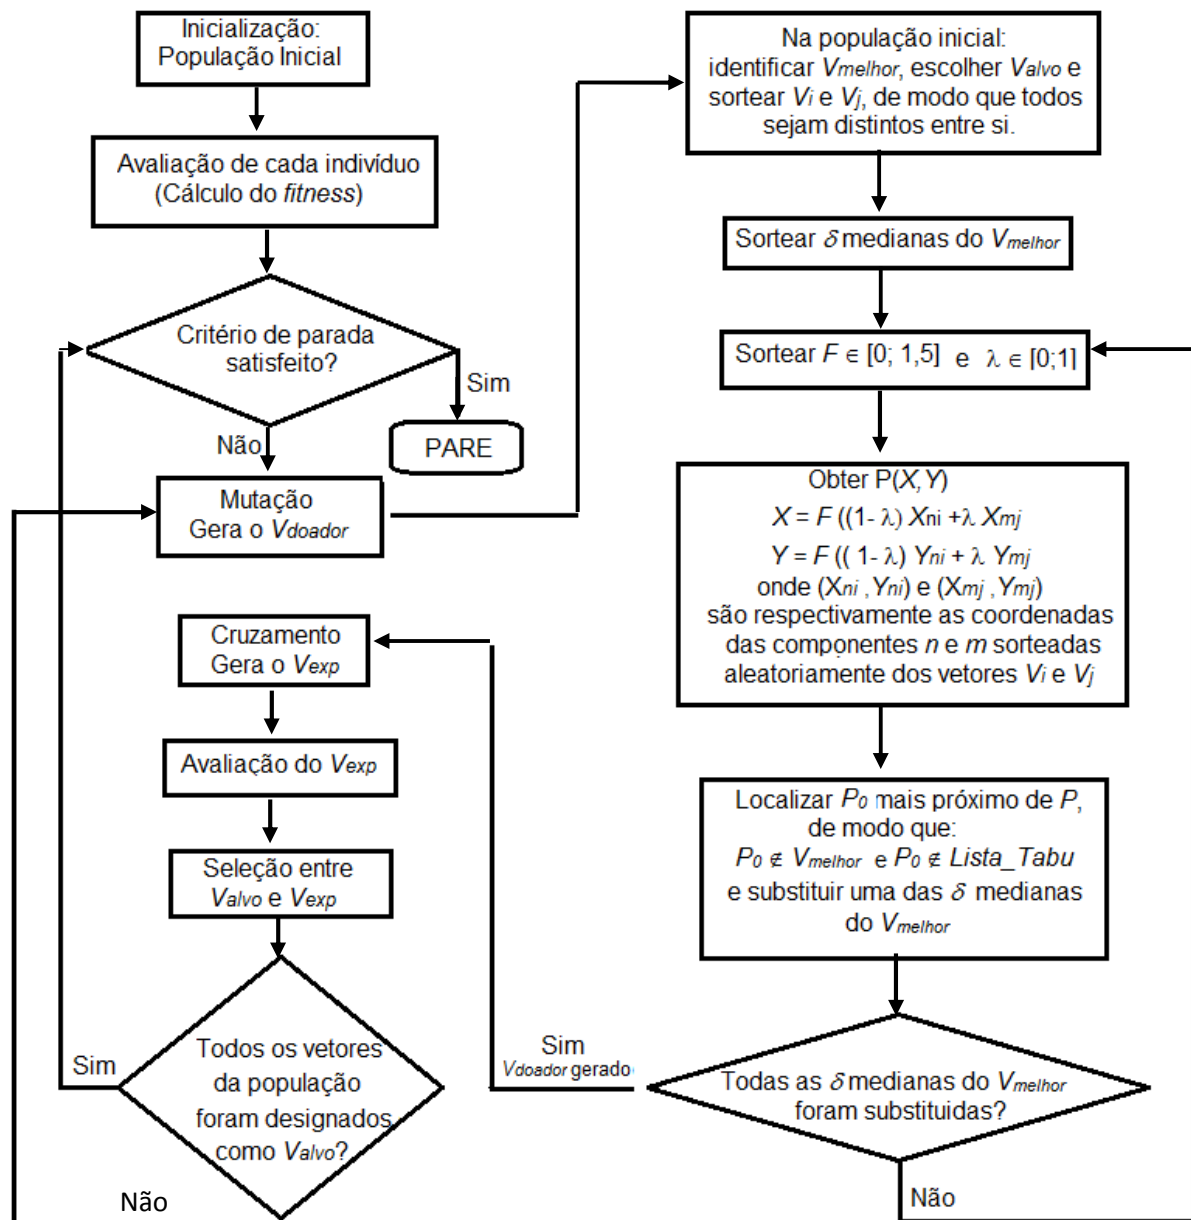 Inicialização:
População Inicial
Avaliação de cada indivíduo
(Cálculo do fitness)
Critério de parada
satisfeito?
Sim
PARE
Não
Mutação
Gera o Vdoador
Na população inicial:
identificar Vmelhor, escolher Valvo e
sortear Vi e Vj, de modo que todos
sejam distintos entre si.
Sortear δ medianas do Vmelhor
Sortear F ∈ [0; 1,5] e λ ∈ [0;1]
Obter P(X,Y)
X = F ((1- λ) Xni +λ Xmj
Y = F (( 1- λ) Yni + λ Ymj
onde (Xni ,Yni) e (Xmj ,Ymj)
são respectivamente as coordenadas
das componentes n e m sorteadas
aleatoriamente dos vetores Vi e Vj
Localizar P0 mais próximo de P,
de modo que:
P0 ∉ Vmelhor e P0 ∉ Lista_Tabu
e substituir uma das δ medianas
do Vmelhor
Todas as δ medianas do Vmelhor
foram substituidas?
Não
Sim
Vdoador gerado
Cruzamento
Gera o Vexp
Avaliação do Vexp
Seleção entre
Valvo e Vexp
Todos os vetores
da população
foram designados
como Valvo?
Sim
Não